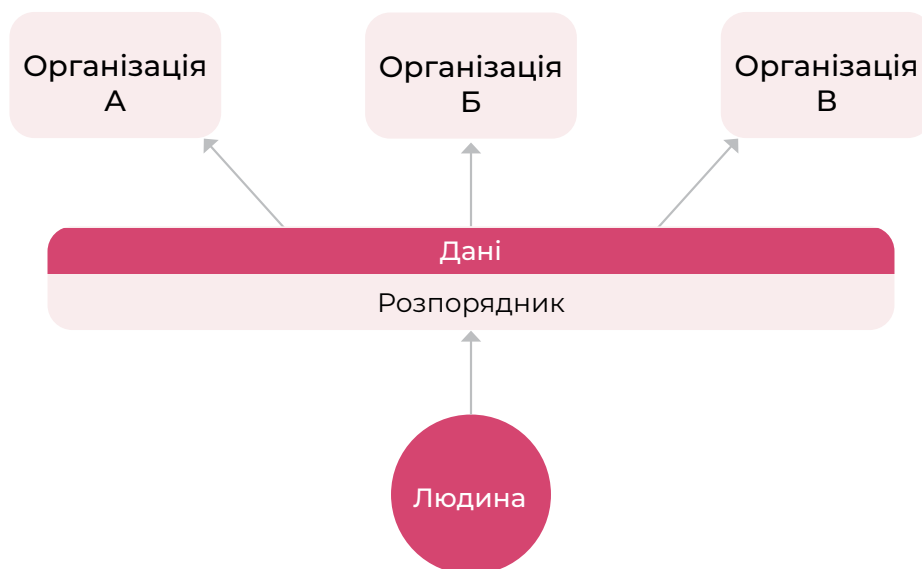 Організація
А
Організація
Б
Організація
В
Дані
Розпорядник
Людина